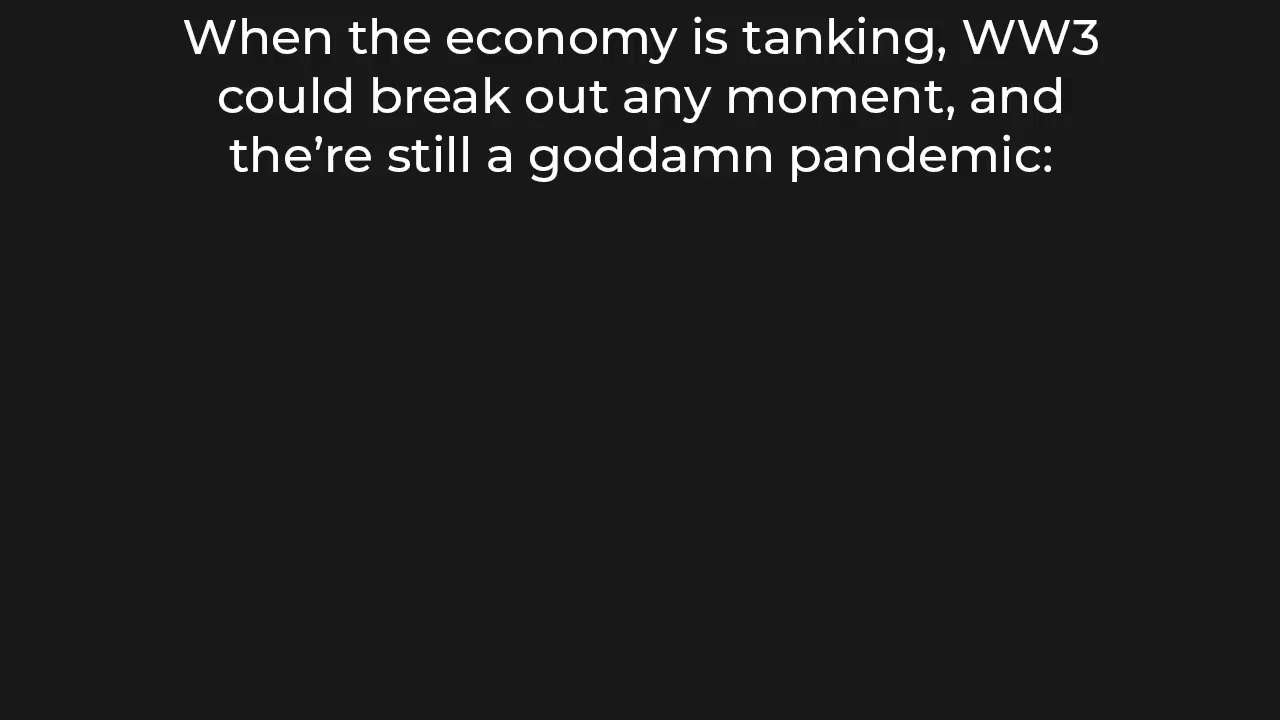 When the economy is tanking, WW3
could break out any moment, and
the’re still a goddamn pandemic: